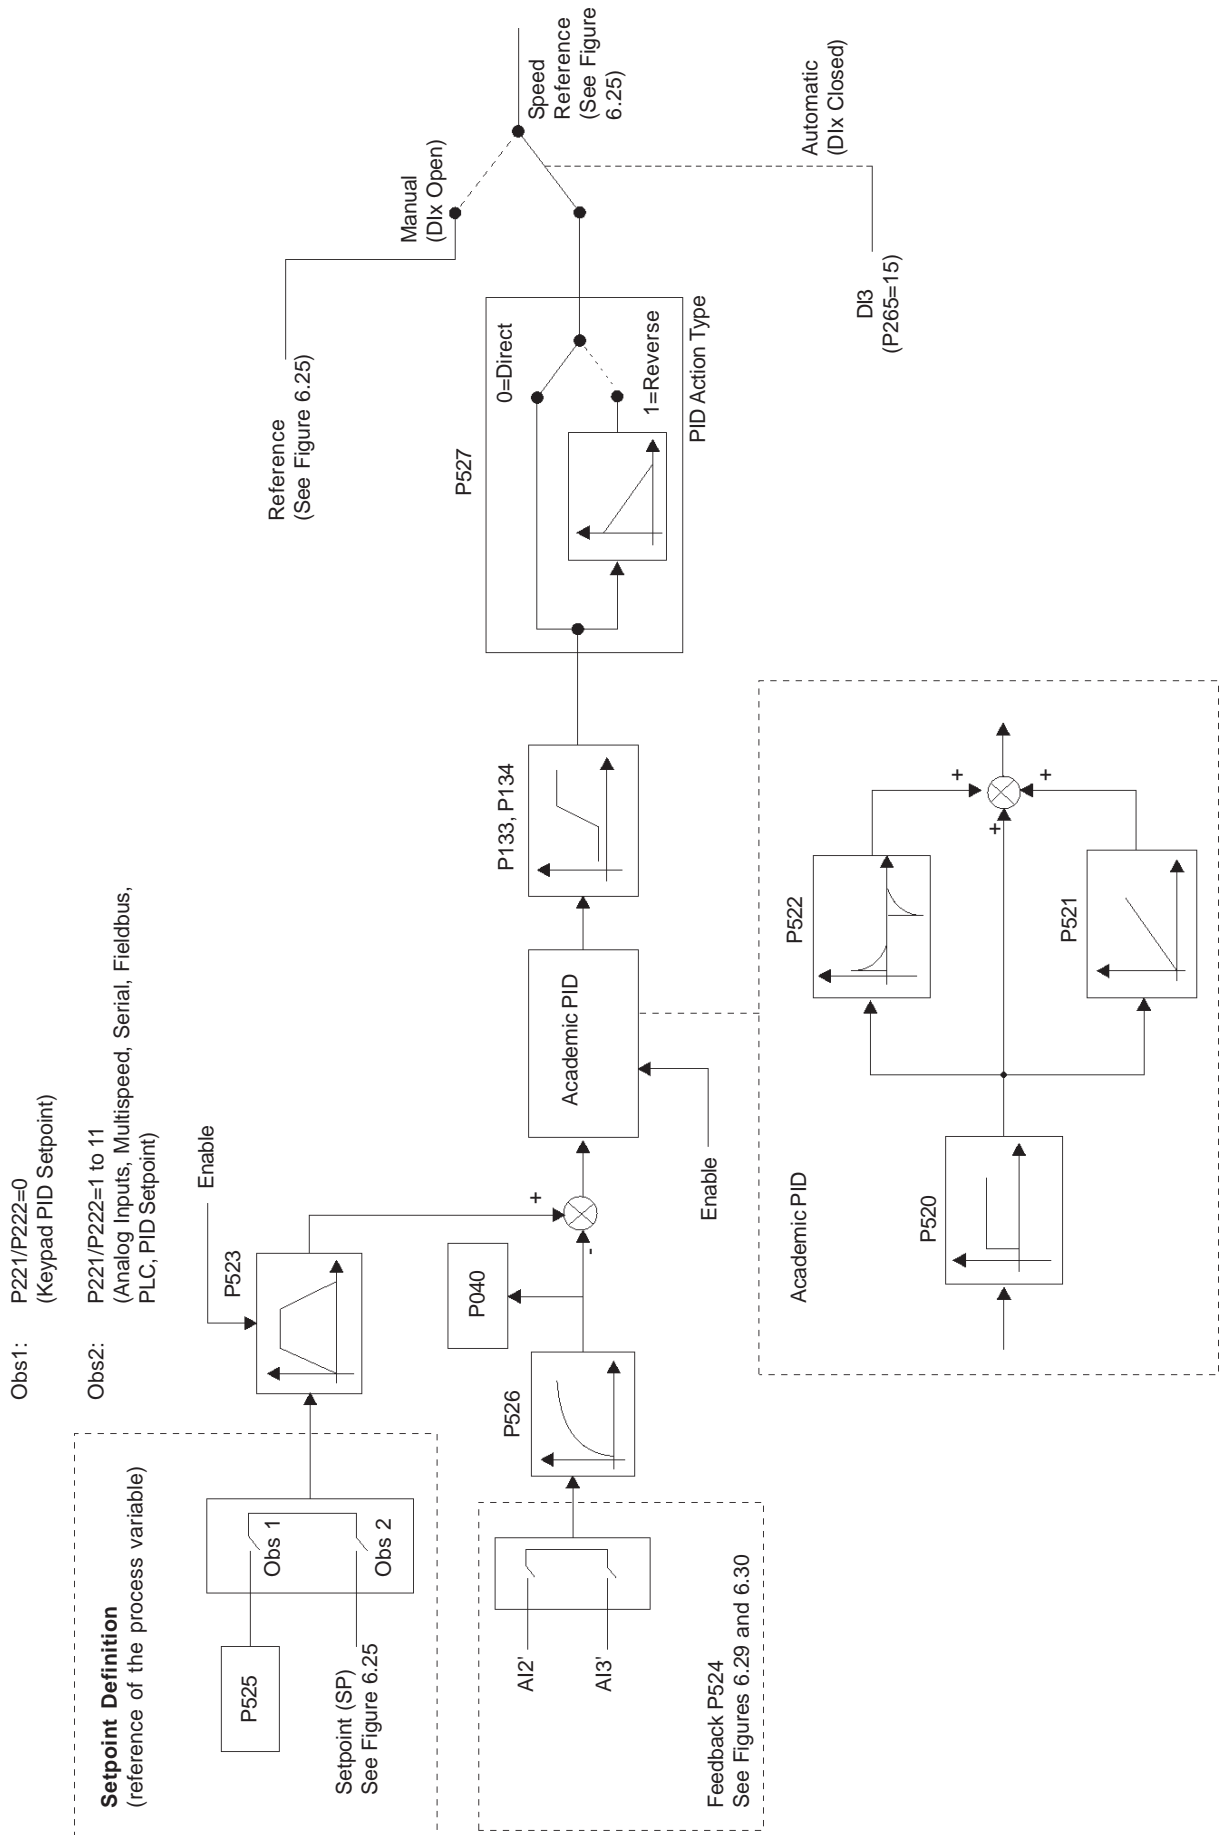 Obs1: P221/P222=0
(Keypad PID Setpoint)
Obs2: P221/P222=1 to 11
(Analog Inputs, Multispeed, Serial, Fieldbus,
PLC, PID Setpoint)
Setpoint Definition
(reference of the process variable)
P525
Obs 1
Setpoint (SP)
See Figure 6.25
Obs 2
Enable
P523
AI2'
AI3'
Feedback P524
See Figures 6.29 and 6.30
P526
P040
+
-
Enable
Academic PID
P133, P134
P527
0=Direct
1=Reverse
PID Action Type
Reference
(See Figure 6.25)
Manual
(DIx Open)
Speed
Reference
(See Figure
6.25)
Automatic
(DIx Closed)
DI3
(P265=15)
Academic PID
P520
P522
P521
+
+
+